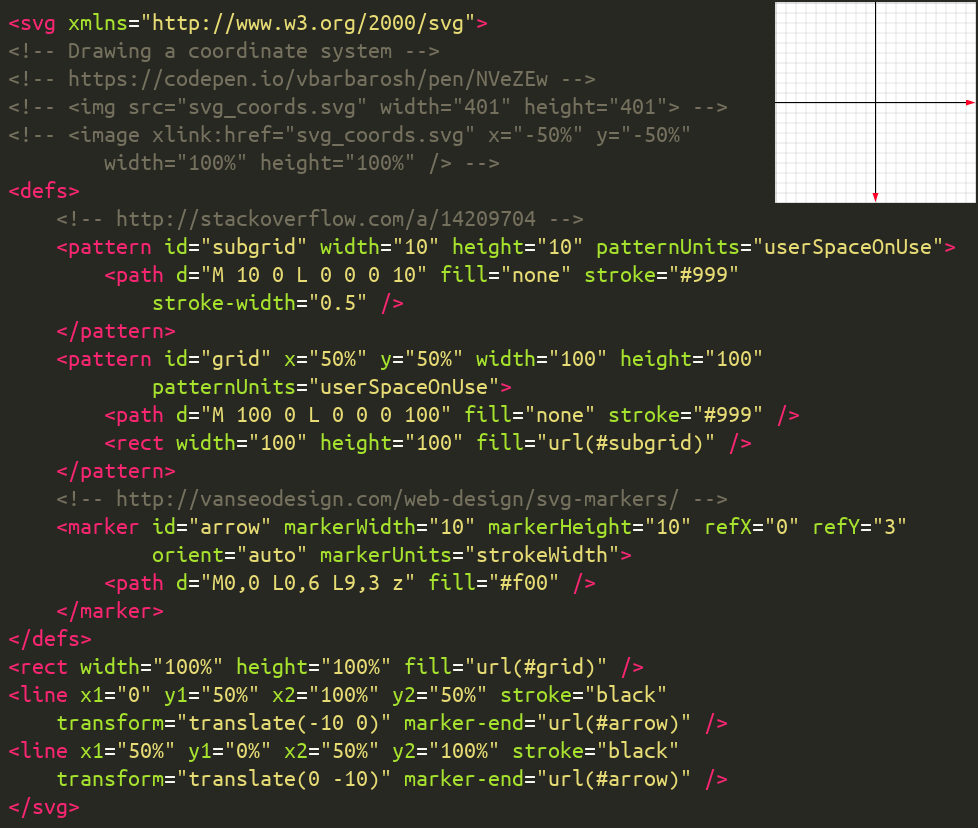 <svg xmlns="http://www.w3.org/2000/svg">
<!-- Drawing a coordinate system -->
<!-- https://codepen.io/vbarbarosh/pen/NVeZEw -->
<!-- <img src="svg_coords.svg" width="401" height="401"> -->
<!-- <image xlink:href="svg_coords.svg" x="-50%" y="-50%"
        width="100%" height="100%" /> -->
<defs>
    <!-- http://stackoverflow.com/a/14209704 -->
    <pattern id="subgrid" width="10" height="10" patternUnits="userSpaceOnUse">
        <path d="M 10 0 L 0 0 0 10" fill="none" stroke="#999"
            stroke-width="0.5" />
    </pattern>
    <pattern id="grid" x="50%" y="50%" width="100" height="100"
            patternUnits="userSpaceOnUse">
        <path d="M 100 0 L 0 0 0 100" fill="none" stroke="#999" />
        <rect width="100" height="100" fill="url(#subgrid)" />
    </pattern>
    <!-- http://vanseodesign.com/web-design/svg-markers/ -->
    <marker id="arrow" markerWidth="10" markerHeight="10" refX="0" refY="3"
            orient="auto" markerUnits="strokeWidth">
        <path d="M0,0 L0,6 L9,3 z" fill="#f00" />
    </marker>
</defs>
<rect width="100%" height="100%" fill="url(#grid)" />
<line x1="0" y1="50%" x2="100%" y2="50%" stroke="black"
    transform="translate(-10 0)" marker-end="url(#arrow)" />
<line x1="50%" y1="0%" x2="50%" y2="100%" stroke="black"
    transform="translate(0 -10)" marker-end="url(#arrow)" />
</svg>